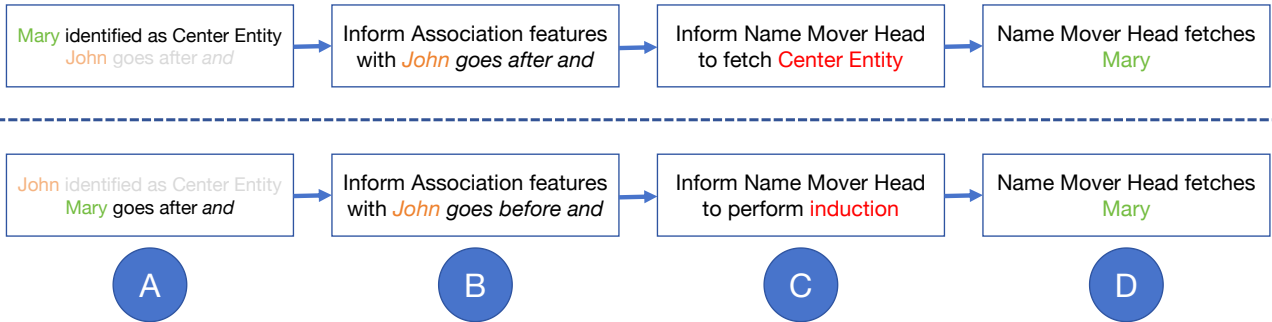 Mary identified as Center Entity
John goes after and
Inform Association features
with John goes after and
Inform Name Mover Head
to fetch Center Entity
Name Mover Head fetches
Mary
John identified as Center Entity
Mary goes after and
Inform Association features
with John goes before and
Inform Name Mover Head
to perform induction
Name Mover Head fetches
Mary
A
B
C
D